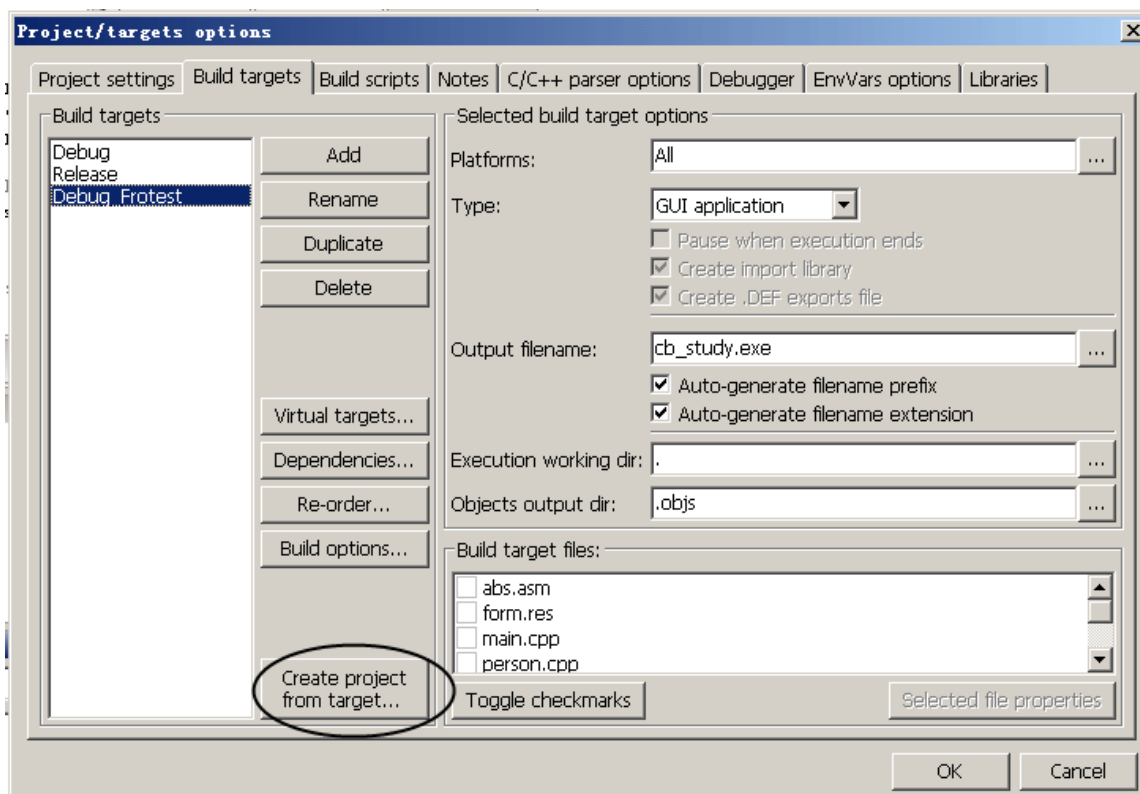 Project/targets options
Project settings
Build targets
Build scripts
Notes
C/C++ parser options
Debugger
EnvVars options
Libraries
Build targets
Debug
Release
Debug_Frotest
Add
Rename
Duplicate
Delete
Virtual targets...
Dependencies...
Re-order...
Build options...
Create project
from target...
Selected build target options
Platforms:
All
...
Type:
GUI application
Pause when execution ends
Create import library
Create .DEF exports file
Output filename:
cb_study.exe
...
Auto-generate filename prefix
Auto-generate filename extension
Execution working dir:
.
...
Objects output dir:
.objs
...
Build target files:
abs.asm
form.res
main.cpp
person.cpp
Toggle checkmarks
Selected file properties
OK
Cancel